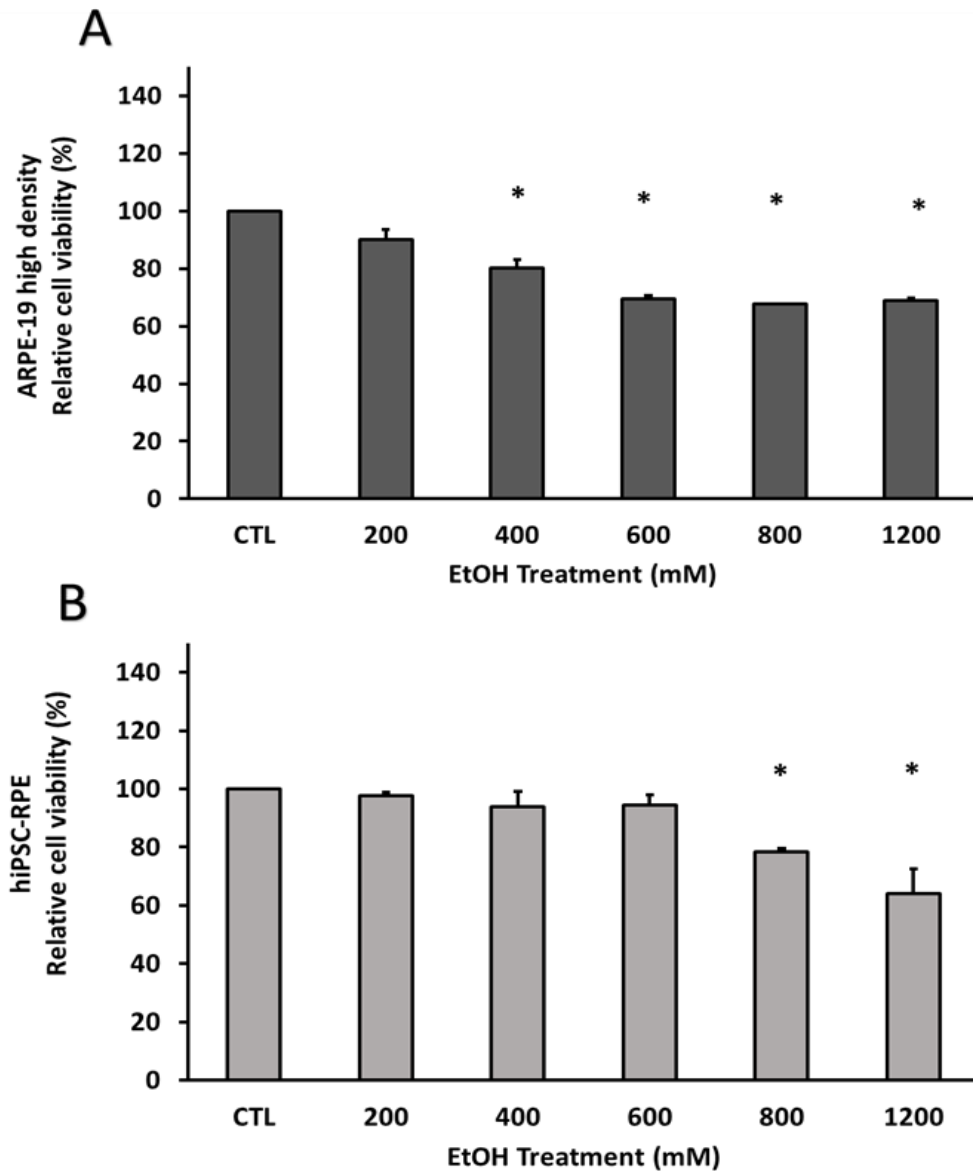 A
ARPE-19 high density
Relative cell viability (%)
140
120
100
80
60
40
20
0
*
*
*
*
CTL 200 400 600 800 1200
EtOH Treatment (mM)
B
hiPSC-RPE
Relative cell viability (%)
140
120
100
80
60
40
20
0
*
*
CTL 200 400 600 800 1200
EtOH Treatment (mM)